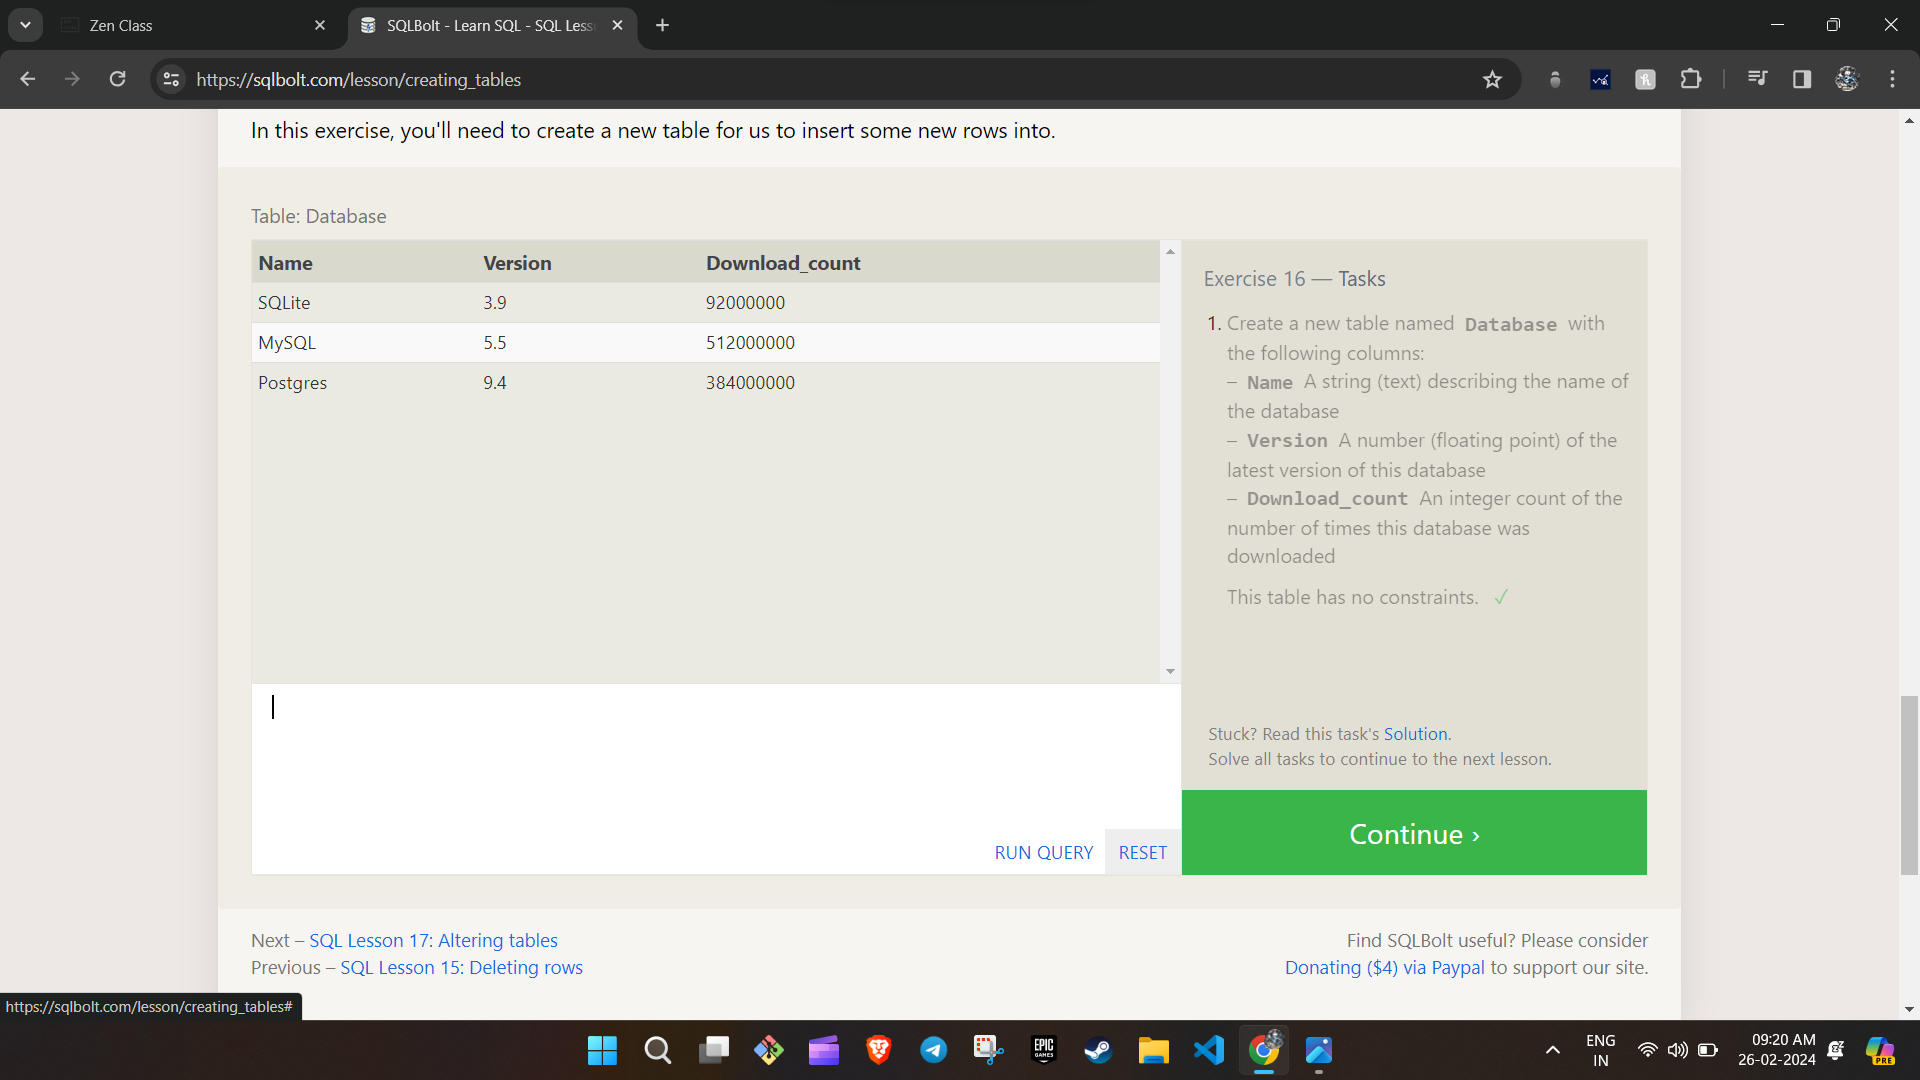 Zen Class
SQLBolt - Learn SQL - SQL Less
https://sqlbolt.com/lesson/creating_tables
In this exercise, you'll need to create a new table for us to insert some new rows into.
Table: Database
Name Version Download_count
SQLite 3.9 92000000
MySQL 5.5 512000000
Postgres 9.4 384000000
Exercise 16 — Tasks
1. Create a new table named Database with
the following columns:
– Name A string (text) describing the name of
the database
– Version A number (floating point) of the
latest version of this database
– Download_count An integer count of the
number of times this database was
downloaded
This table has no constraints. ✓
Stuck? Read this task's Solution.
Solve all tasks to continue to the next lesson.
RUN QUERY RESET
Continue ›
Next – SQL Lesson 17: Altering tables
Previous – SQL Lesson 15: Deleting rows
Find SQLBolt useful? Please consider
Donating ($4) via Paypal to support our site.
https://sqlbolt.com/lesson/creating_tables#
EPIC
GAMES
ENG
IN
09:20 AM
26-02-2024
PRE